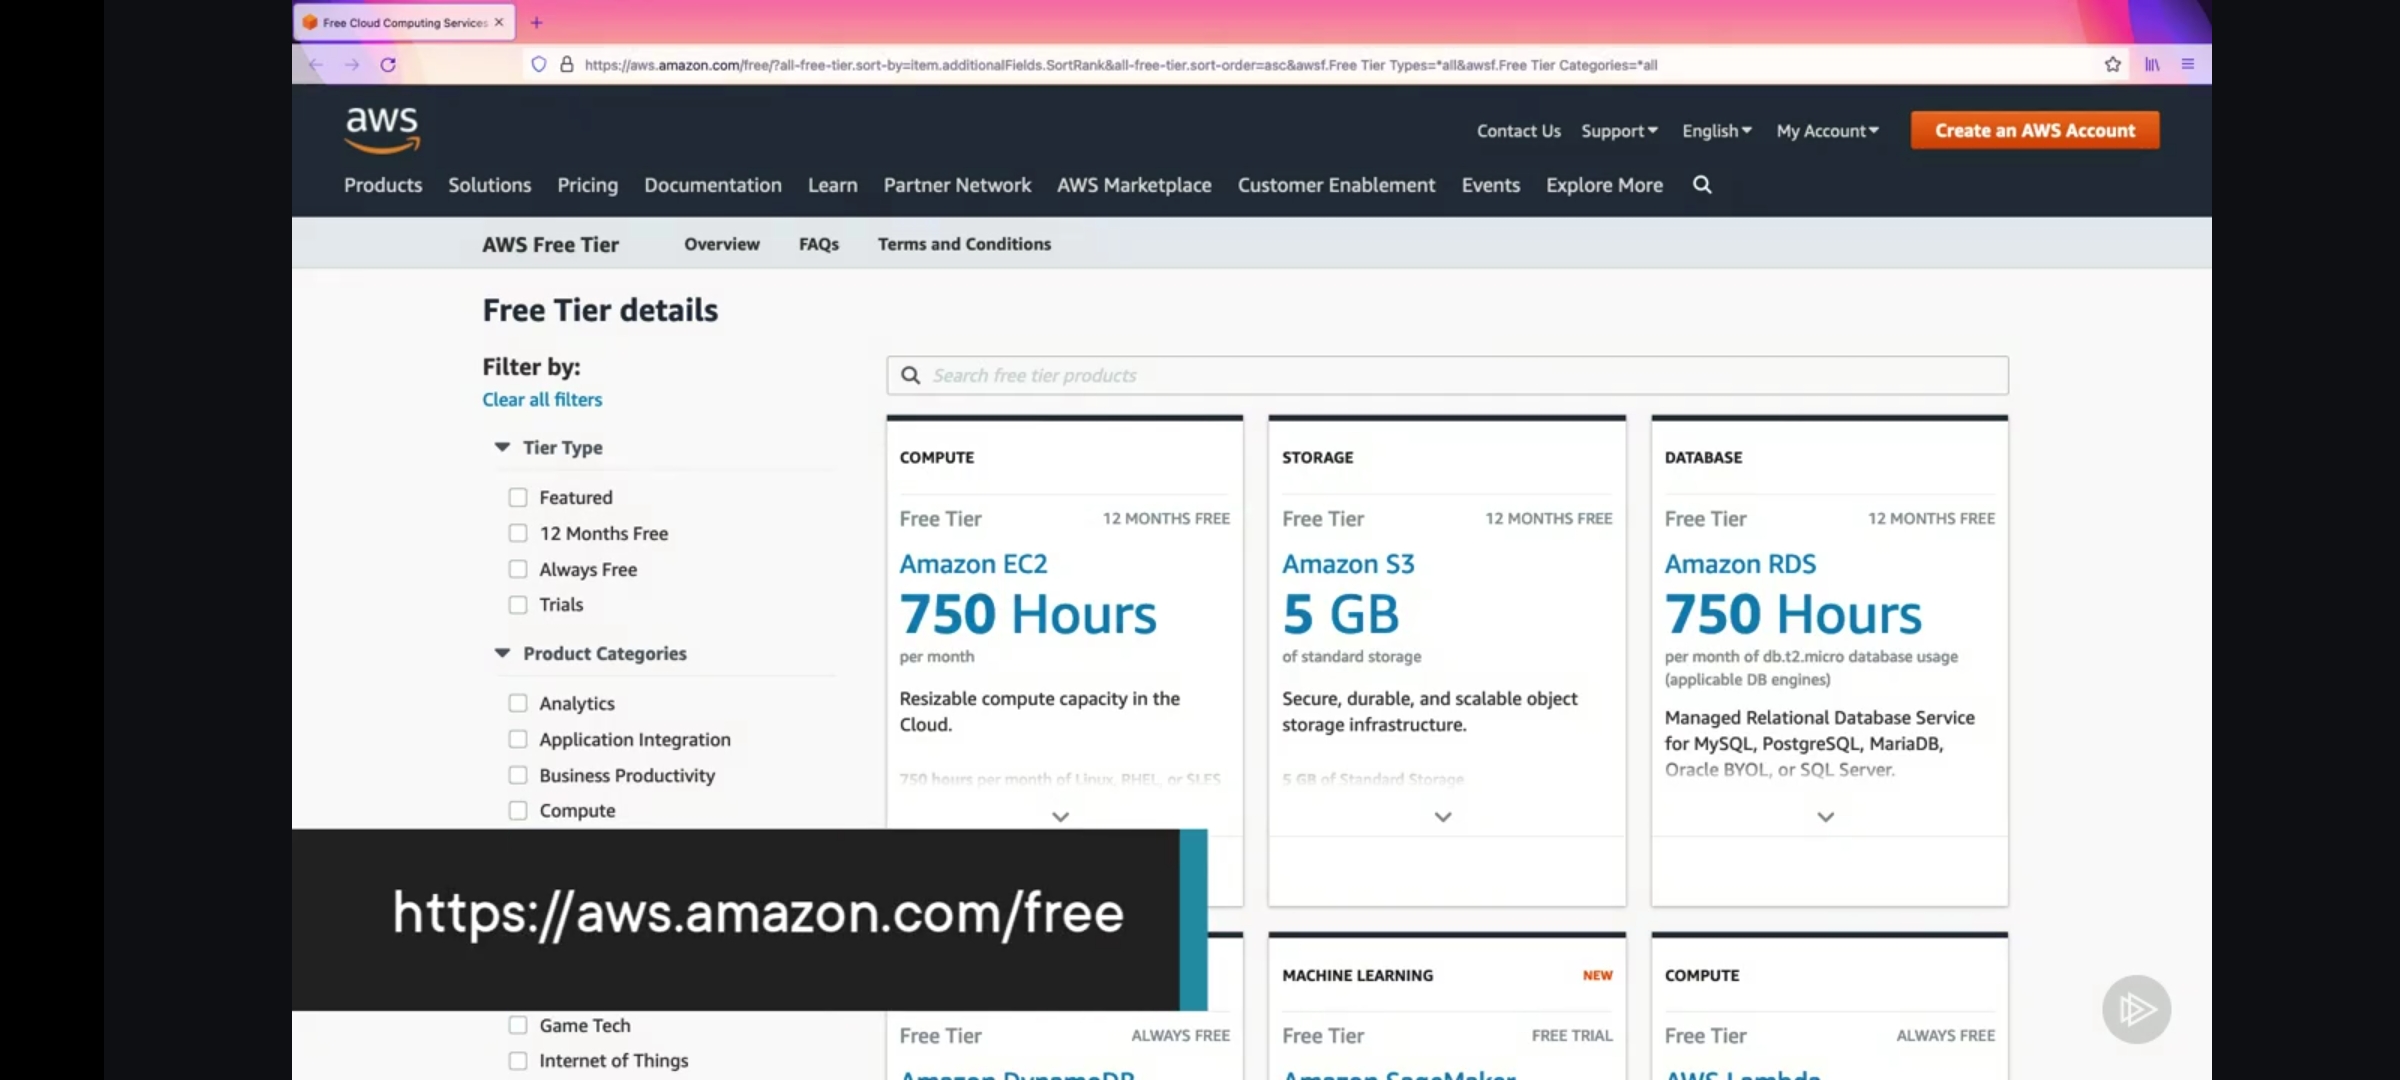 Free Cloud Computing Services
https://aws.amazon.com/free/?all-free-tier.sort-by=item.additionalFields.SortRank&all-free-tier.sort-order=asc&awsf.Free Tier Types=*all&awsf.Free Tier Categories=*all
aws
Contact Us Support English My Account Create an AWS Account
Products Solutions Pricing Documentation Learn Partner Network AWS Marketplace Customer Enablement Events Explore More
AWS Free Tier Overview FAQs Terms and Conditions
Free Tier details
Filter by:
Clear all filters
Tier Type
Featured
12 Months Free
Always Free
Trials
Product Categories
Analytics
Application Integration
Business Productivity
Compute
Game Tech
Internet of Things
Search free tier products
COMPUTE
Free Tier 12 MONTHS FREE
Amazon EC2
750 Hours
per month
Resizable compute capacity in the
Cloud.
750 hours per month of Linux, RHEL, or SLES
STORAGE
Free Tier 12 MONTHS FREE
Amazon S3
5 GB
of standard storage
Secure, durable, and scalable object
storage infrastructure.
5 GB of Standard Storage
DATABASE
Free Tier 12 MONTHS FREE
Amazon RDS
750 Hours
per month of db.t2.micro database usage
(applicable DB engines)
Managed Relational Database Service
for MySQL, PostgreSQL, MariaDB,
Oracle BYOL, or SQL Server.
https://aws.amazon.com/free
Free Tier ALWAYS FREE
Amazon DynamoDB
MACHINE LEARNING NEW
Free Tier FREE TRIAL
Amazon SageMaker
COMPUTE
Free Tier ALWAYS FREE
AWS Lambda